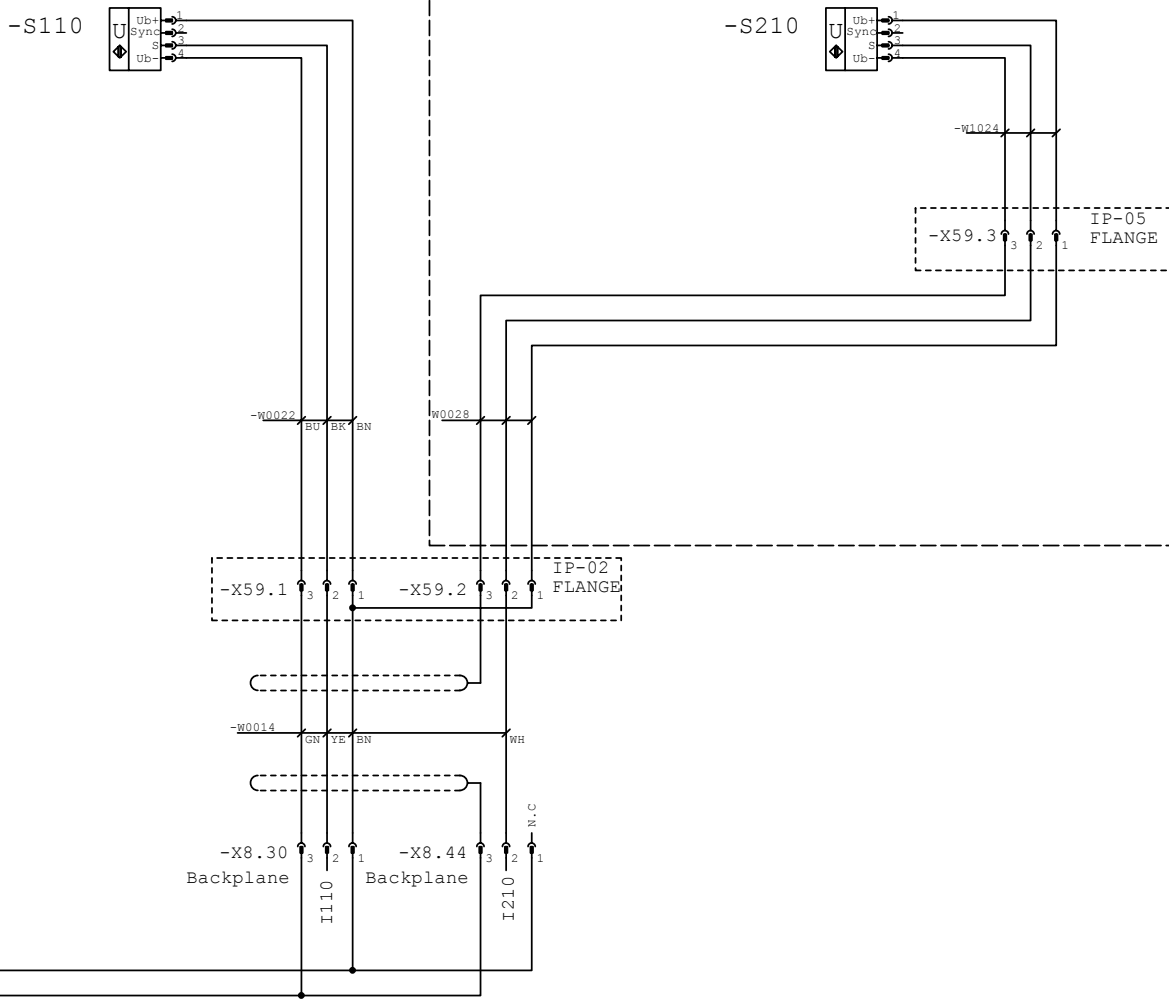 -S110
U
Ub+ 1
Sync 2
S 3
Ub- 4
-S210
U
Ub+ 1
Sync 2
S 3
Ub- 4
-W1024
IP-05
FLANGE
-X59.3 3 2 1
-W0022
BU BK BN
W0028
IP-02
FLANGE
-X59.1 3 2 1
-X59.2 3 2 1
-W0014
GN YE BN WH
N.C
-X8.30 3 2 1
Backplane
I110
-X8.44 3 2 1
Backplane
I210